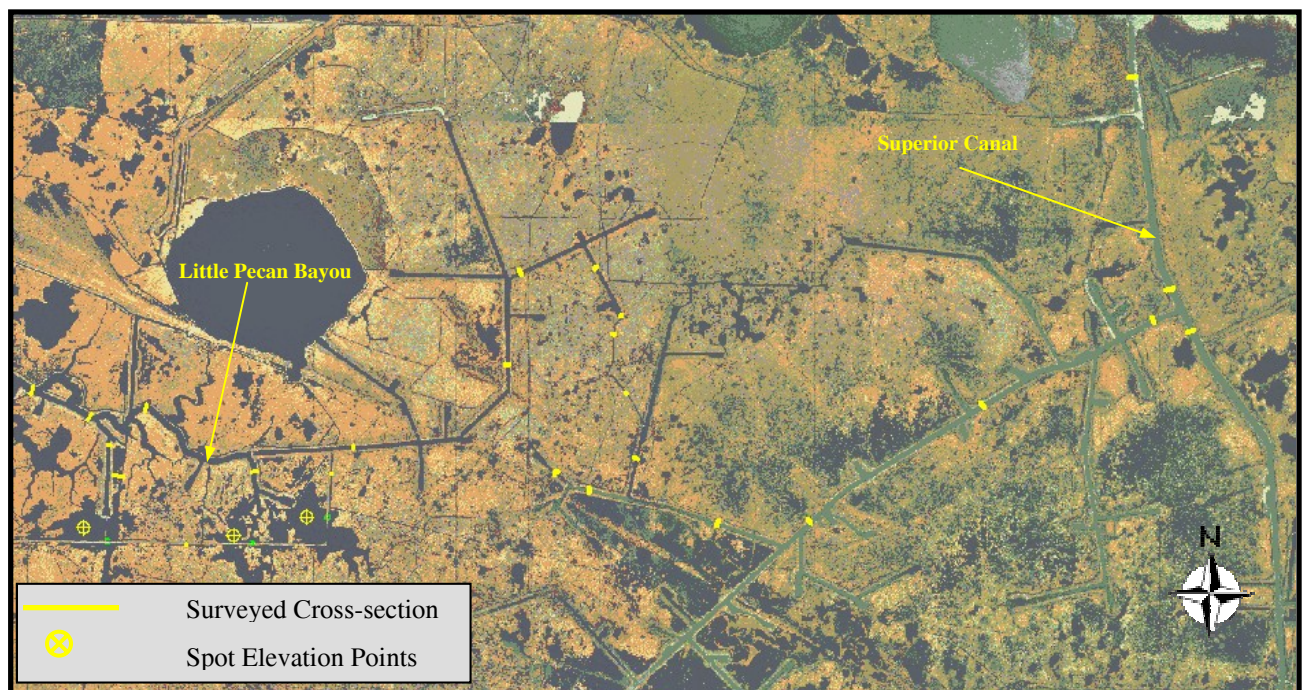 Superior Canal
Little Pecan Bayou
N
Surveyed Cross-section
Spot Elevation Points